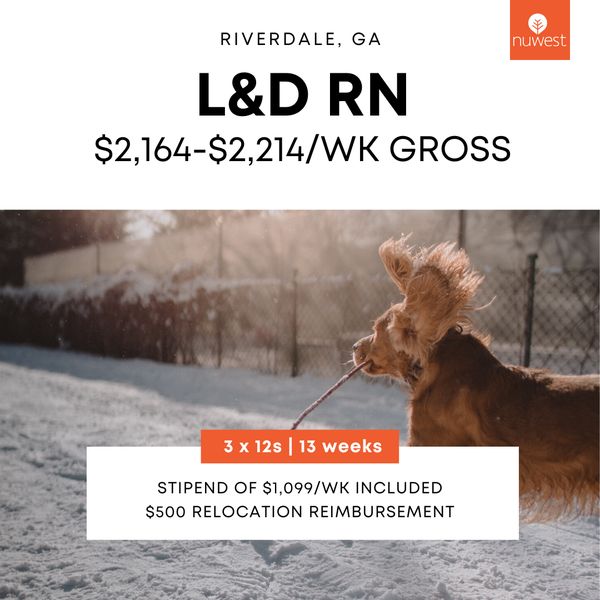 nuwest
RIVERDALE, GA
L&D RN
$2,164-$2,214/WK GROSS
3 x 12s | 13 weeks
STIPEND OF $1,099/WK INCLUDED
$500 RELOCATION REIMBURSEMENT